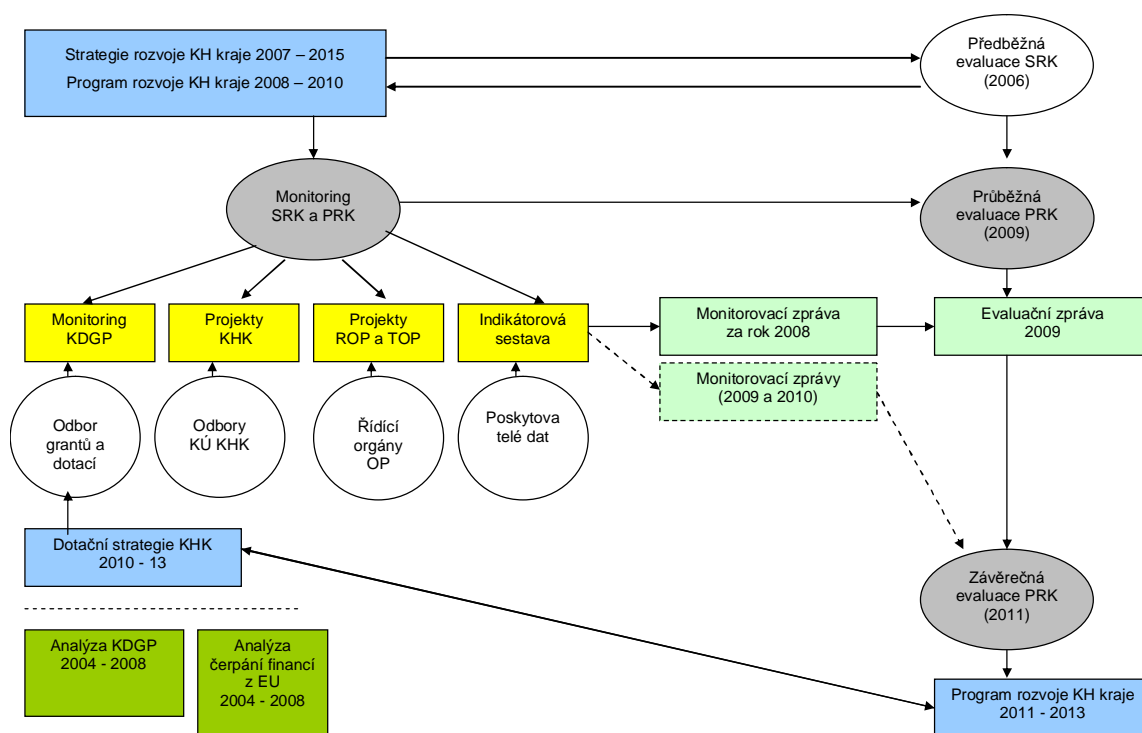 Strategie rozvoje KH kraje 2007 – 2015
Program rozvoje KH kraje 2008 – 2010
Předběžná
evaluace SRK
(2006)
Monitoring
SRK a PRK
Průběžná
evaluace PRK
(2009)
Monitoring
KDGP
Projekty
KHK
Projekty
ROP a TOP
Indikátorová
sestava
Monitorovací zpráva
za rok 2008
Evaluační zpráva
2009
Monitorovací zprávy
(2009 a 2010)
Odbor
grantů a
dotací
Odbory
KÚ KHK
Řídící
orgány
OP
Poskytova
telé dat
Dotační strategie KHK
2010 - 13
Závěrečná
evaluace PRK
(2011)
Analýza KDGP
2004 - 2008
Analýza
čerpání financí
z EU
2004 - 2008
Program rozvoje KH kraje
2011 - 2013